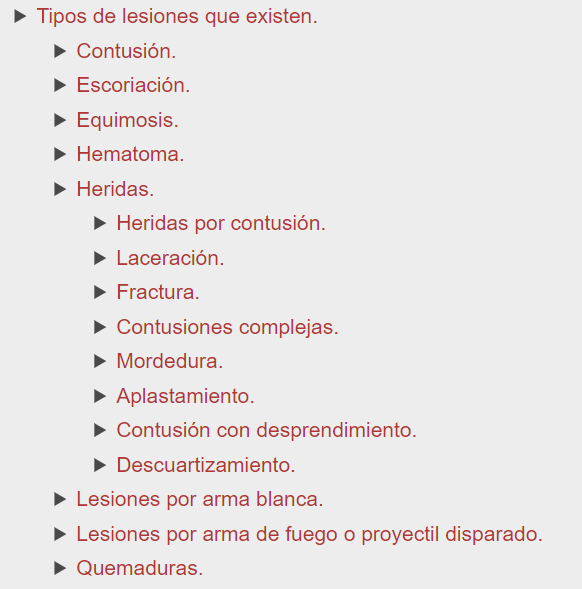 Tipos de lesiones que existen.
Contusión.
Escoriación.
Equimosis.
Hematoma.
Heridas.
Heridas por contusión.
Laceración.
Fractura.
Contusiones complejas.
Mordedura.
Aplastamiento.
Contusión con desprendimiento.
Descuartizamiento.
Lesiones por arma blanca.
Lesiones por arma de fuego o proyectil disparado.
Quemaduras.